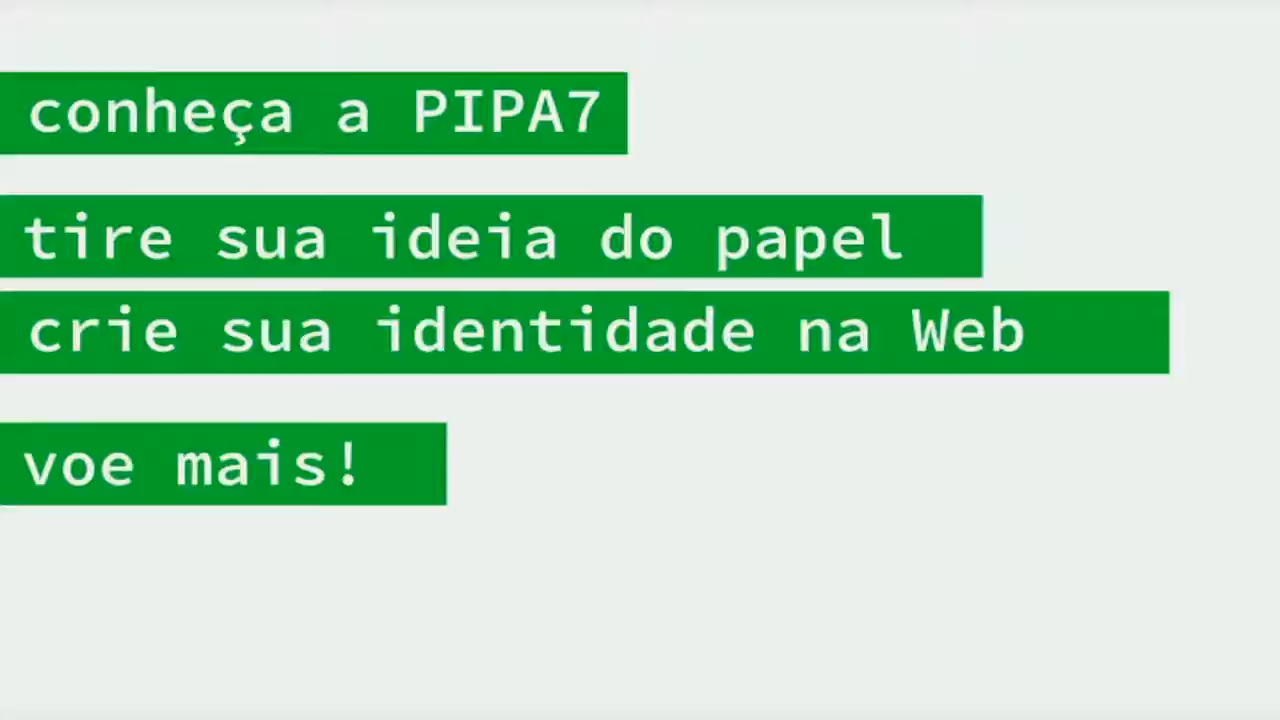 conheça a PIPA7
tire sua ideia do papel
crie sua identidade na Web
voe mais!